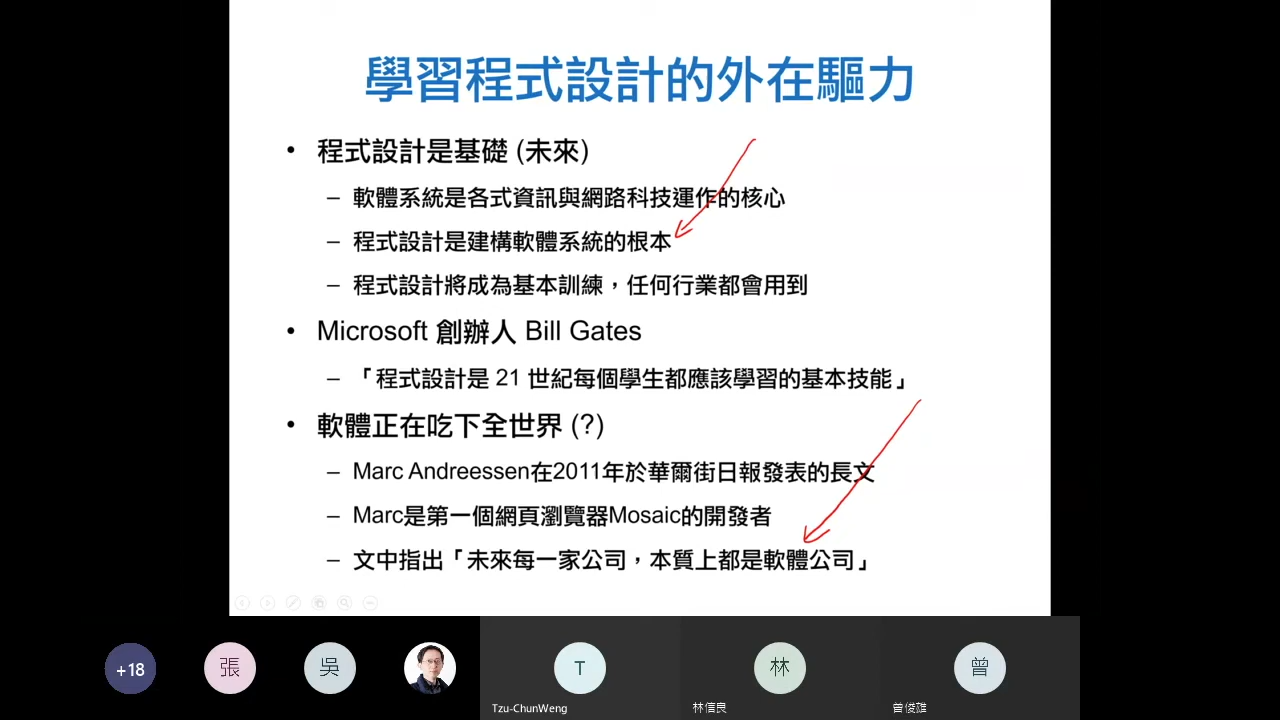 學習程式設計的外在驅力
• 程式設計是基礎 (未來)
– 軟體系統是各式資訊與網路科技運作的核心
– 程式設計是建構軟體系統的根本
– 程式設計將成為基本訓練，任何行業都會用到
• Microsoft 創辦人 Bill Gates
– 「程式設計是 21 世紀每個學生都應該學習的基本技能」
• 軟體正在吃下全世界 (?)
– Marc Andreessen在2011年於華爾街日報發表的長文
– Marc是第一個網頁瀏覽器Mosaic的開發者
– 文中指出「未來每一家公司，本質上都是軟體公司」
+18 張 吳 T 林 曾
Tzu-ChunWeng 林信良 曾俊雄